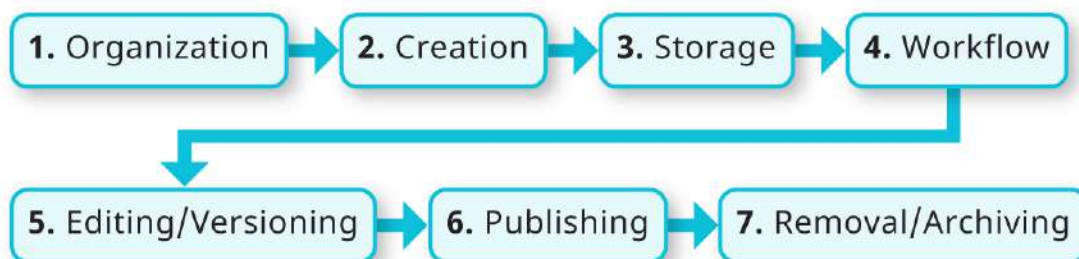 1. Organization
2. Creation
3. Storage
4. Workflow
5. Editing/Versioning
6. Publishing
7. Removal/Archiving